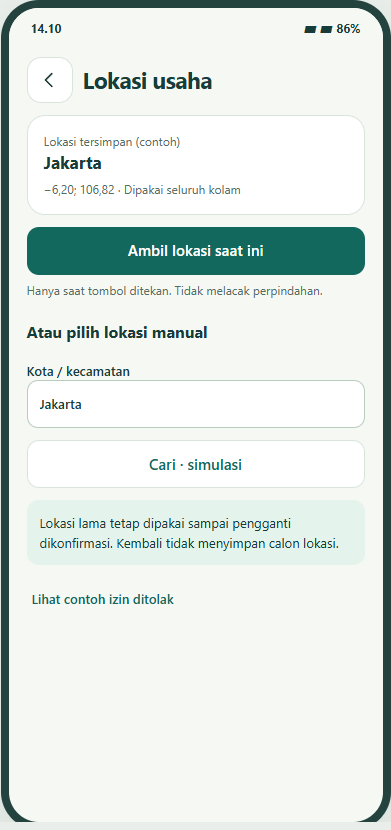 14.10
86%
Lokasi usaha
Lokasi tersimpan (contoh)
Jakarta
−6,20; 106,82 · Dipakai seluruh kolam
Ambil lokasi saat ini
Hanya saat tombol ditekan. Tidak melacak perpindahan.
Atau pilih lokasi manual
Kota / kecamatan
Jakarta
Cari · simulasi
Lokasi lama tetap dipakai sampai pengganti
dikonfirmasi. Kembali tidak menyimpan calon lokasi.
Lihat contoh izin ditolak